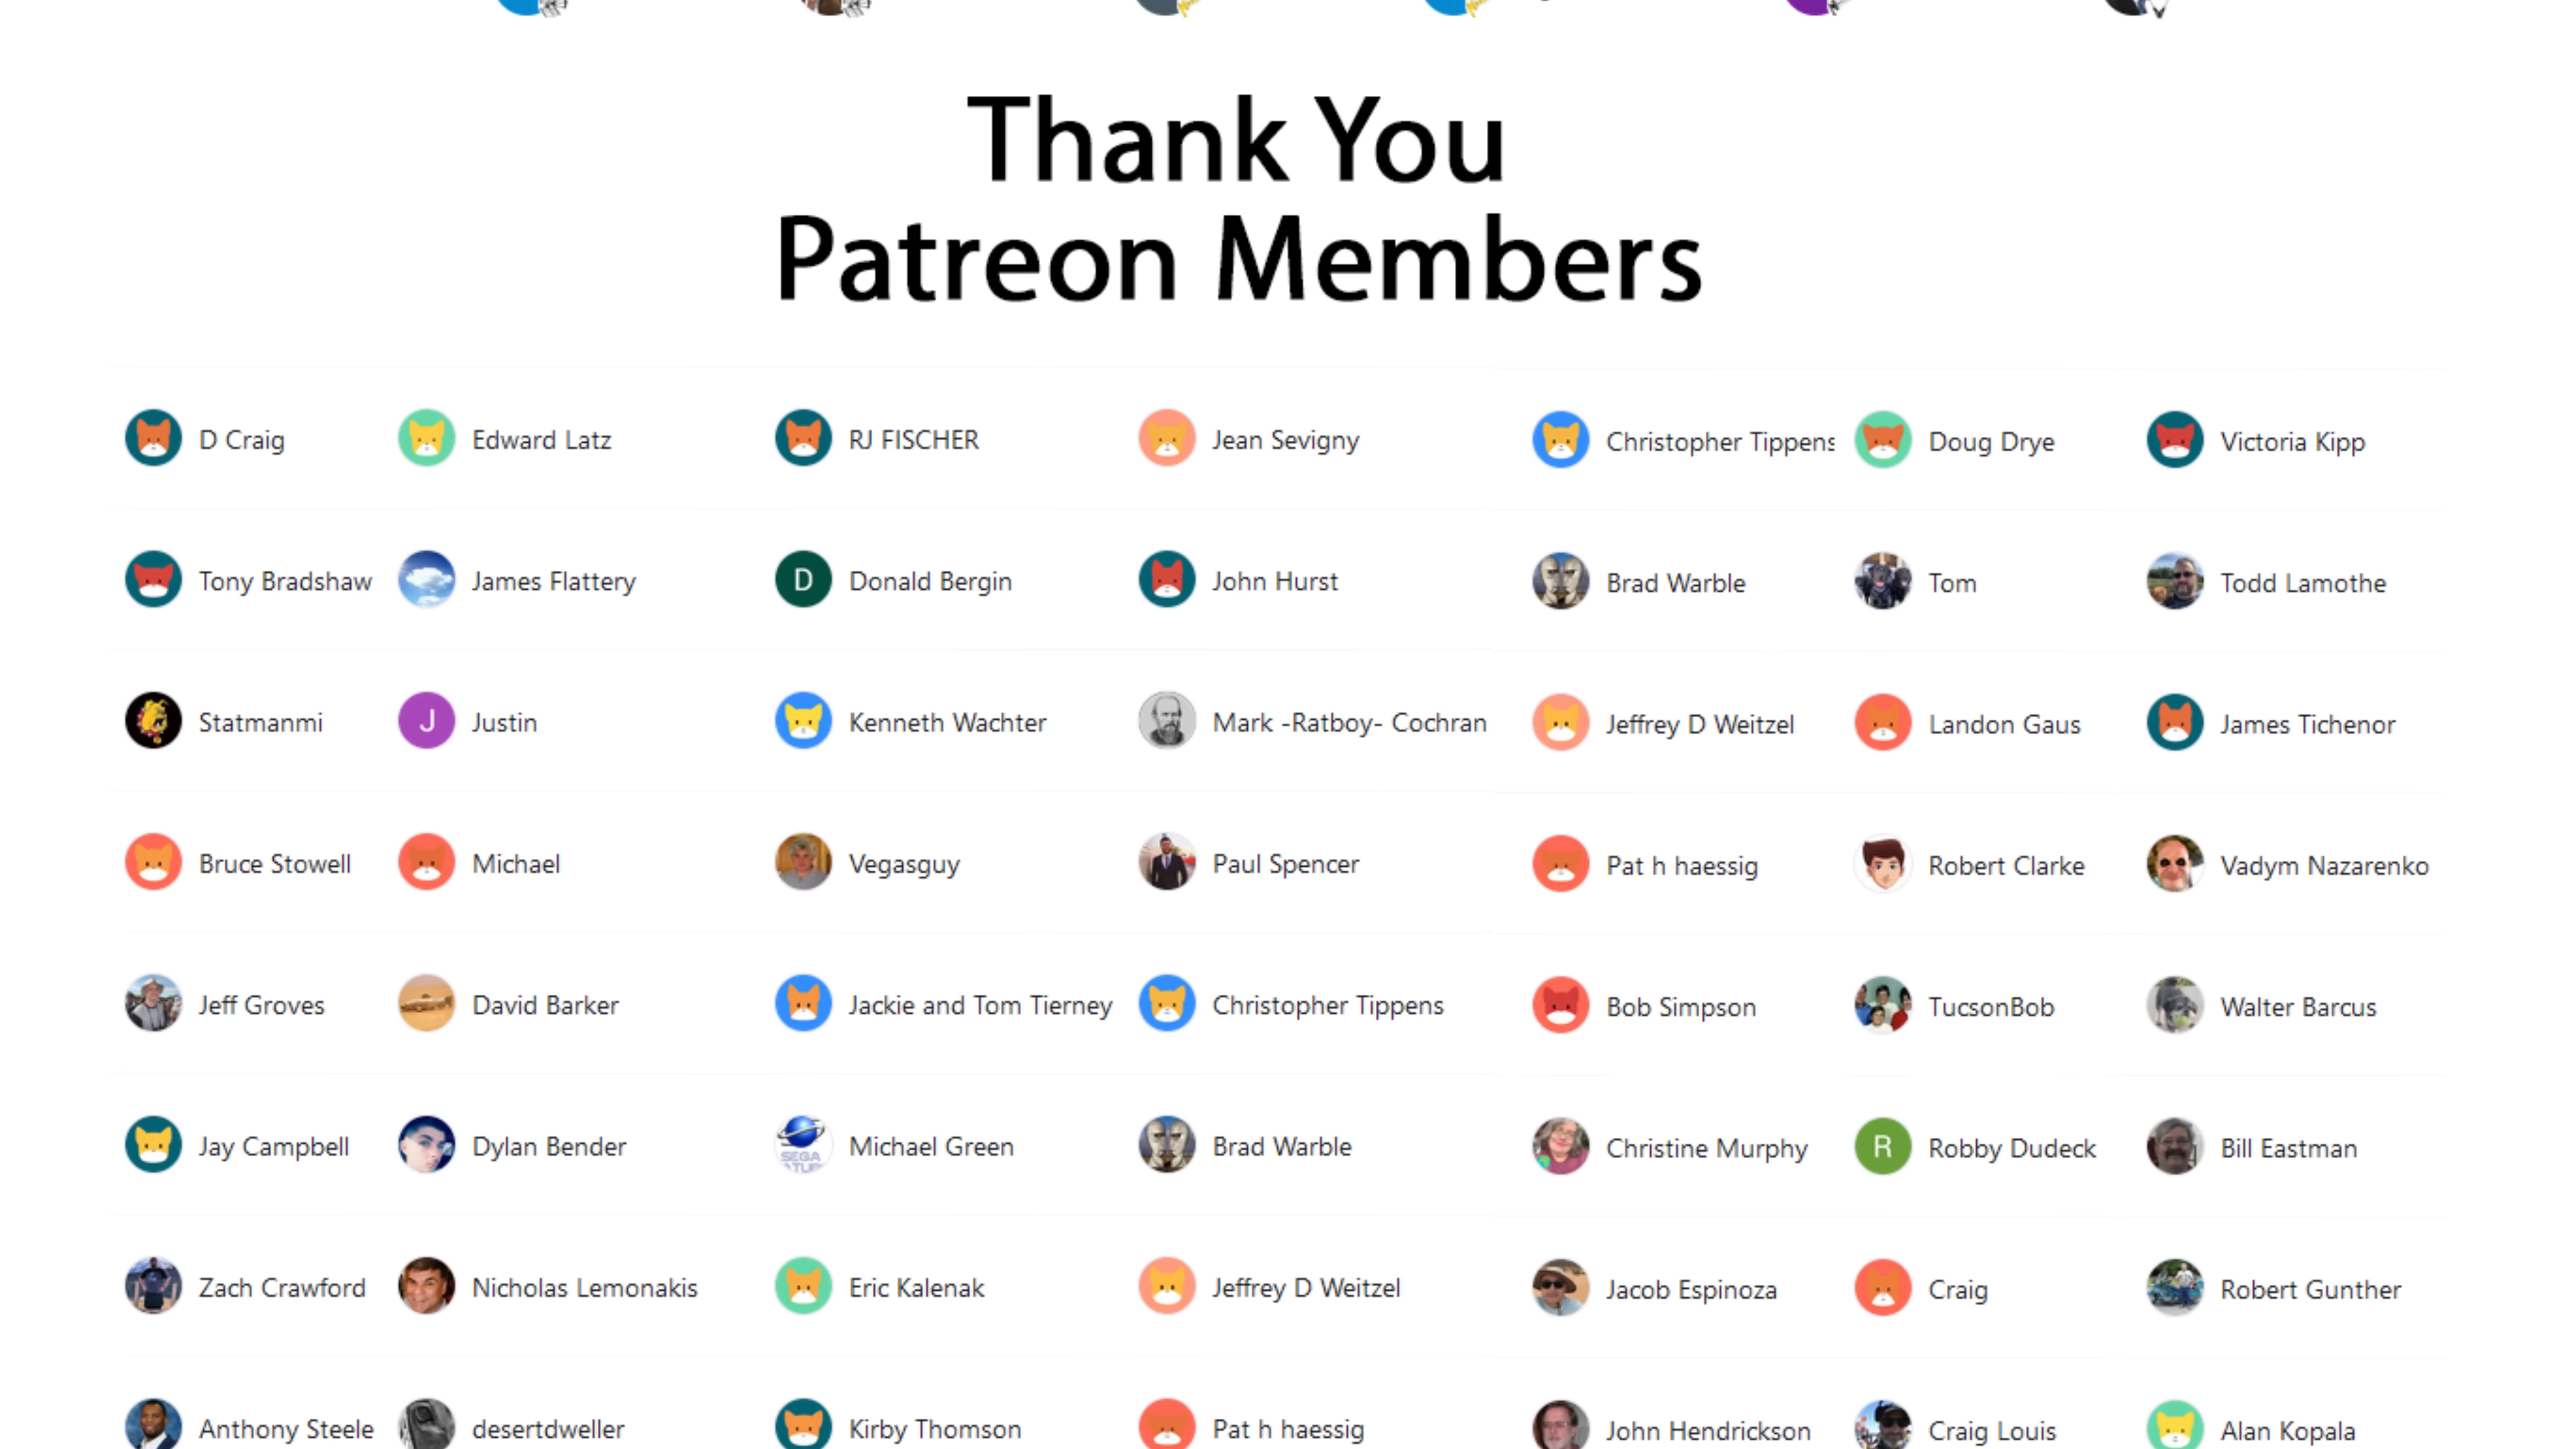 Thank You
Patreon Members
D Craig Edward Latz RJ FISCHER Jean Sevigny Christopher Tippens Doug Drye Victoria Kipp
Tony Bradshaw James Flattery D Donald Bergin John Hurst Brad Warble Tom Todd Lamothe
Statmanmi J Justin Kenneth Wachter Mark -Ratboy- Cochran Jeffrey D Weitzel Landon Gaus James Tichenor
Bruce Stowell Michael Vegasguy Paul Spencer Pat h haessig Robert Clarke Vadym Nazarenko
Jeff Groves David Barker Jackie and Tom Tierney Christopher Tippens Bob Simpson TucsonBob Walter Barcus
Jay Campbell Dylan Bender SEGA Michael Green Brad Warble Christine Murphy R Robby Dudeck Bill Eastman
Zach Crawford Nicholas Lemonakis Eric Kalenak Jeffrey D Weitzel Jacob Espinoza Craig Robert Gunther
Anthony Steele desertdweller Kirby Thomson Pat h haessig John Hendrickson Craig Louis Alan Kopala